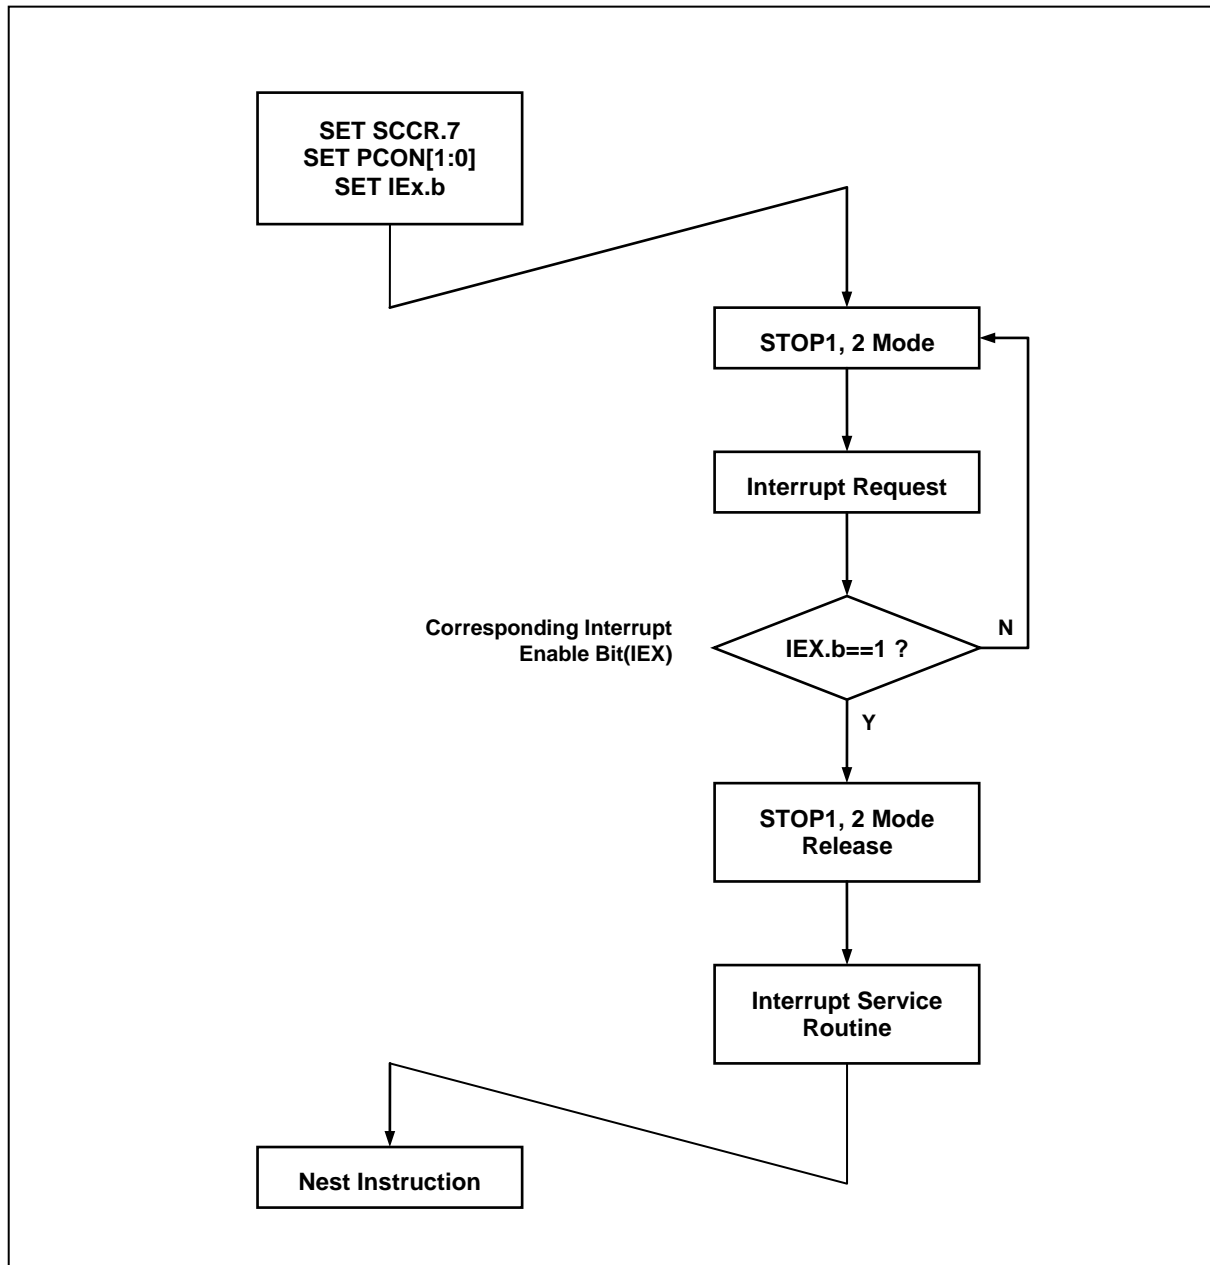 SET SCCR.7
SET PCON[1:0]
SET IEx.b
STOP1, 2 Mode
Interrupt Request
Corresponding Interrupt
Enable Bit(IEX)
IEX.b==1 ?
N
Y
STOP1, 2 Mode
Release
Interrupt Service
Routine
Nest Instruction